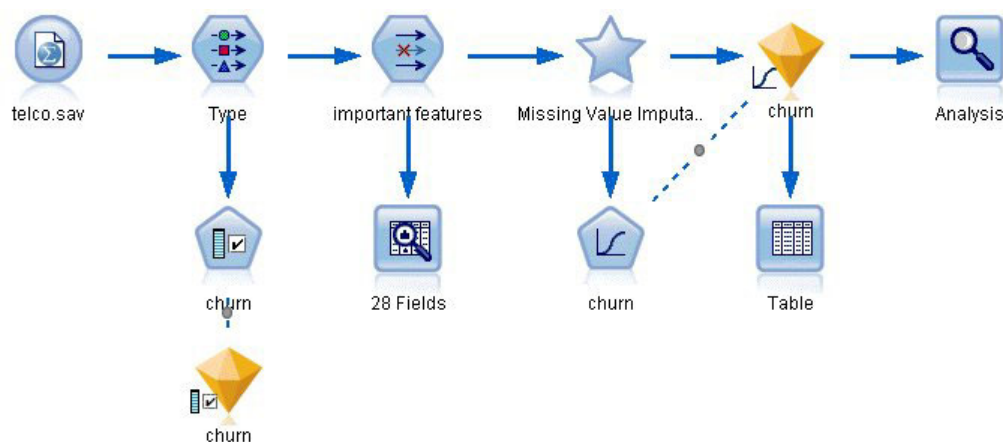 telco.sav
Type
important features
Missing Value Imputa..
churn
Analysis
churn
28 Fields
churn
Table
churn